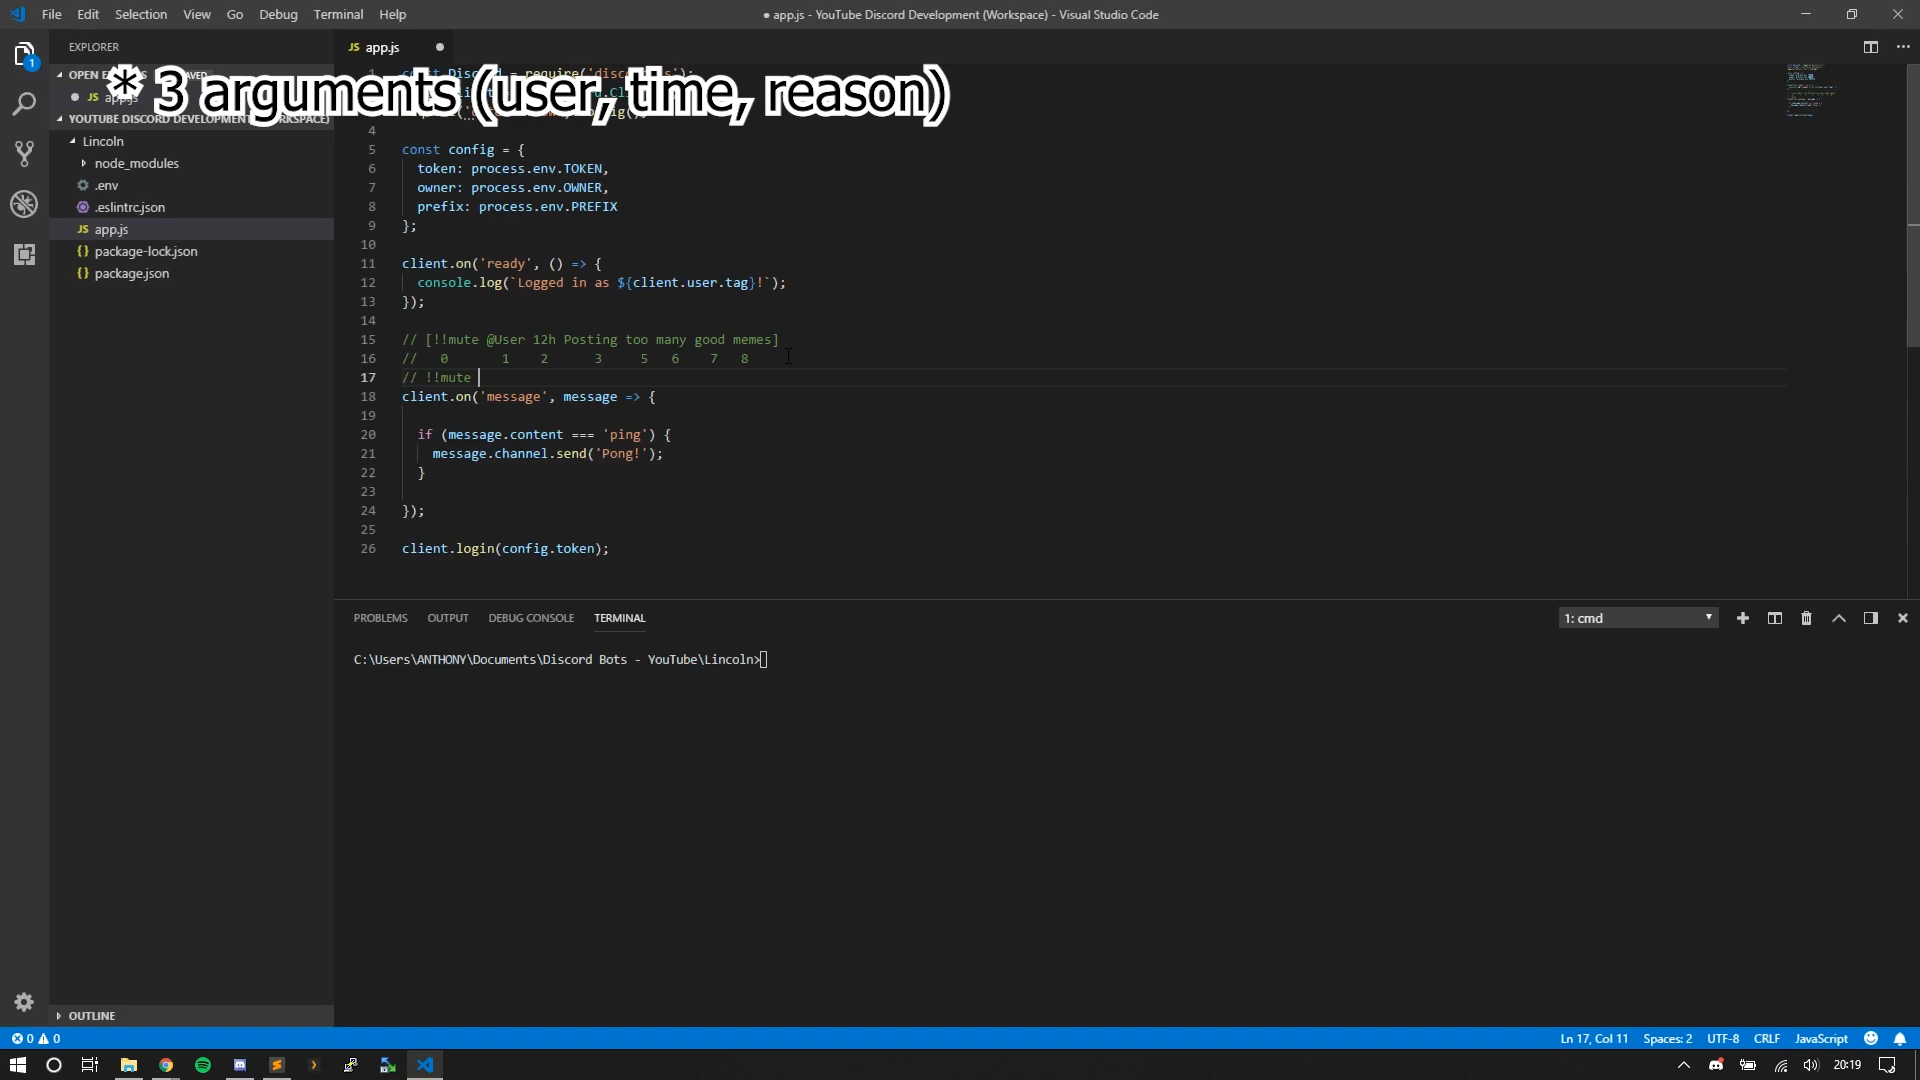 File Edit Selection View Go Debug Terminal Help
● app.js - YouTube Discord Development (Workspace) - Visual Studio Code
EXPLORER
JS app.js
1
* 3 arguments (user, time, reason)
JS app.js
YOUTUBE DISCORD DEVELOPMENT
Lincoln
node_modules
.env
.eslintrc.json
JS app.js
{} package-lock.json
{} package.json
OUTLINE
4
5 const config = {
6 token: process.env.TOKEN,
7 owner: process.env.OWNER,
8 prefix: process.env.PREFIX
9 };
10
11 client.on('ready', () => {
12 console.log(`Logged in as ${client.user.tag}!`);
13 });
14
15 // [!!mute @User 12h Posting too many good memes]
16 // 0 1 2 3 5 6 7 8
17 // !!mute
18 client.on('message', message => {
19
20 if (message.content === 'ping') {
21 message.channel.send('Pong!');
22 }
23
24 });
25
26 client.login(config.token);
PROBLEMS OUTPUT DEBUG CONSOLE TERMINAL
1: cmd
C:\Users\ANTHONY\Documents\Discord Bots - YouTube\Lincoln>
0 0
Ln 17, Col 11 Spaces: 2 UTF-8 CRLF JavaScript
20:19